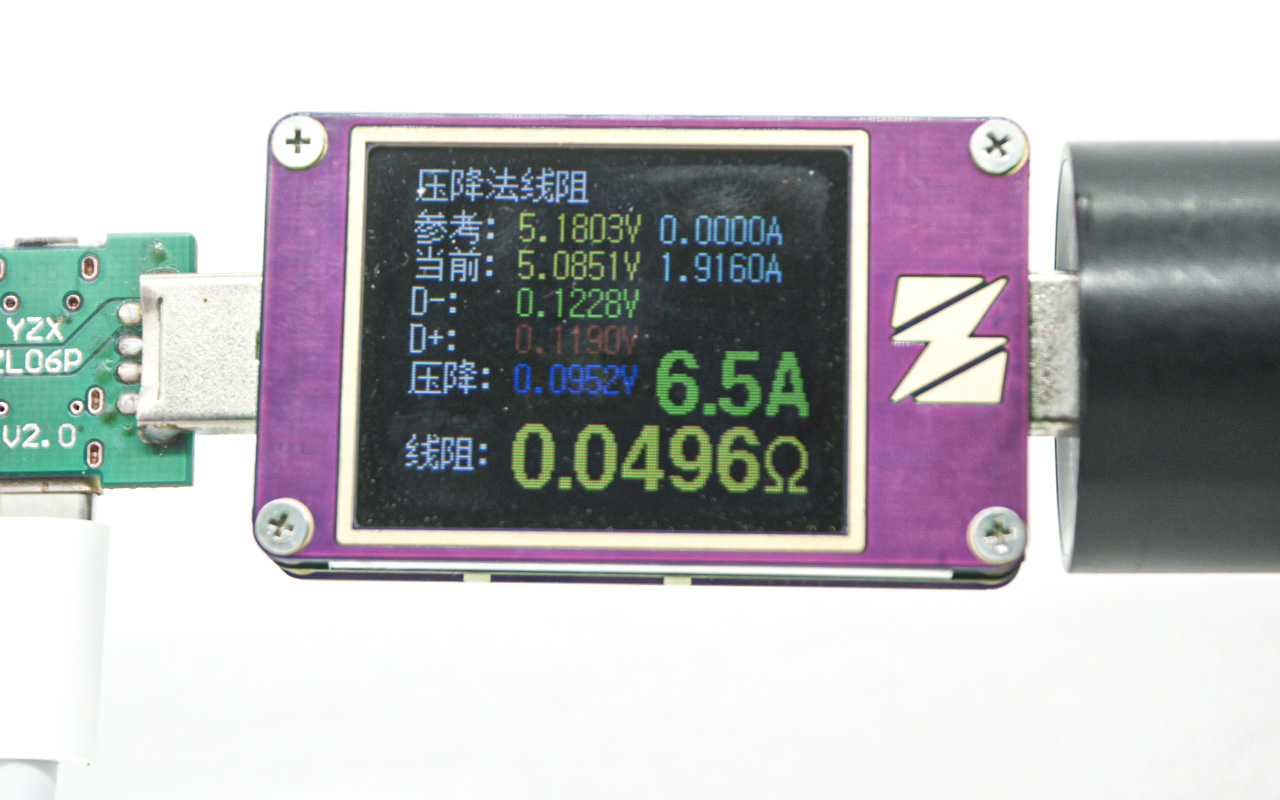 压降法线阻
参考: 5.1803V 0.0000A
当前: 5.0851V 1.9160A
D-: 0.1228V
D+: 0.1190V
压降: 0.0952V 6.5A
线阻: 0.0496Ω
YZX
ZL06P
V2.0